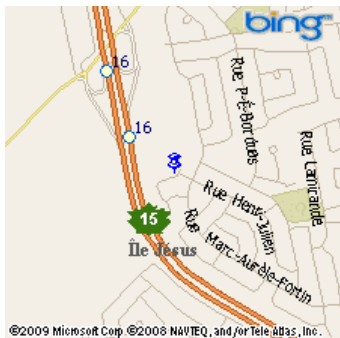 bing™
16
16
Rue P-É-Borduas
Rue Lamirande
Rue Henri-Julien
15
Rue Marc-Aurèle-Fortin
Île Jésus
©2009 Microsoft Corp ©2008 NAVTEQ, and/or Tele Atlas, Inc.